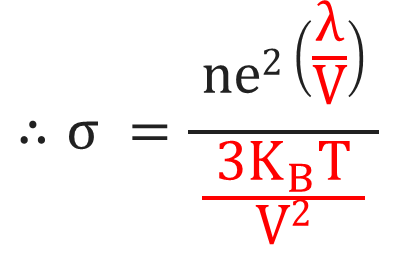 ∴ σ = ne² (λ/V) / (3K_BT/V²)